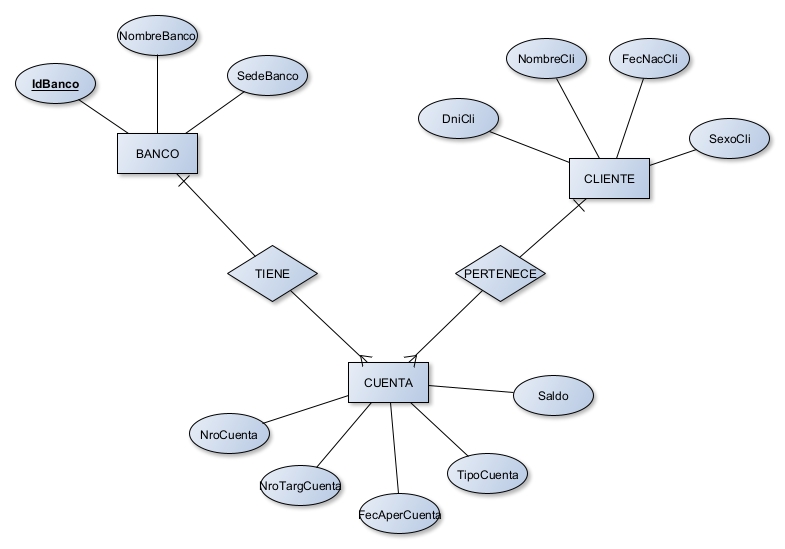 NombreBanco
IdBanco
SedeBanco
BANCO
NombreCli
FecNacCli
DniCli
SexoCli
CLIENTE
TIENE
PERTENECE
CUENTA
Saldo
NroCuenta
NroTargCuenta
FecAperCuenta
TipoCuenta